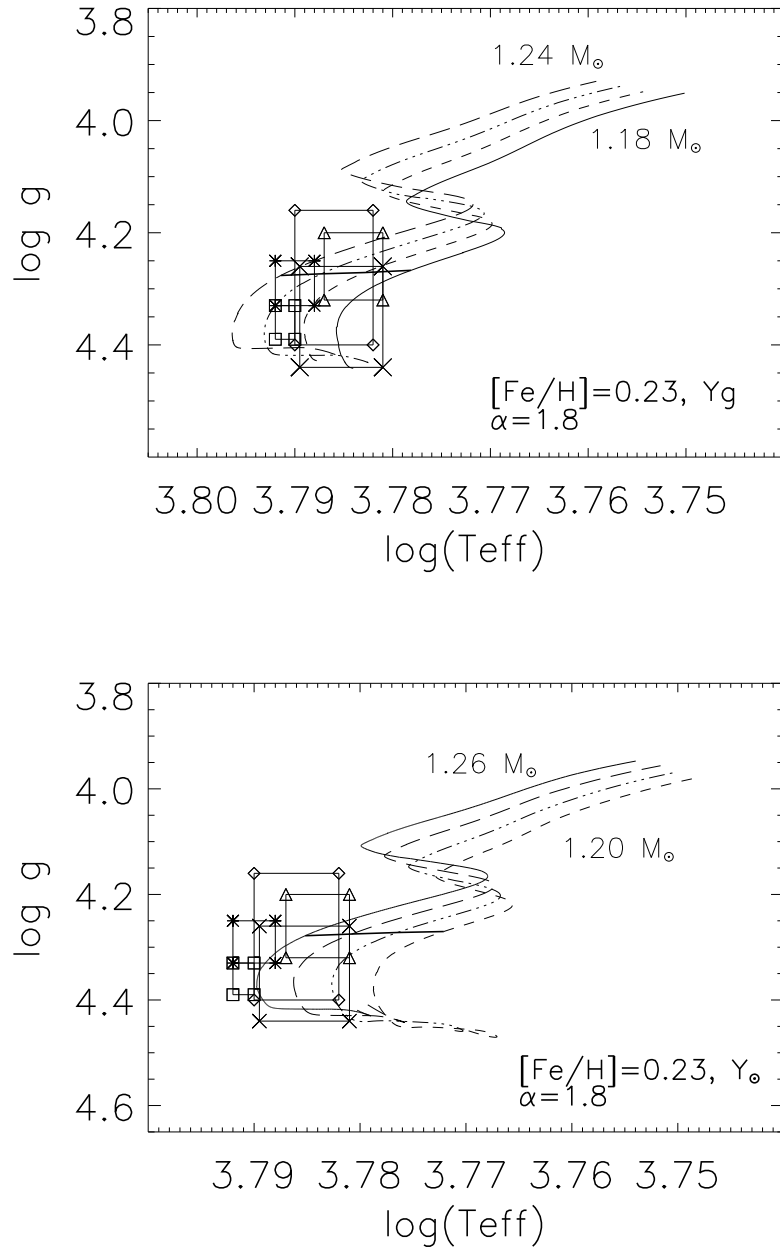 3.8
1.24 M⊙
4.0
1.18 M⊙
4.2
log g
4.4
[Fe/H]=0.23, Yg
α=1.8
3.80 3.79 3.78 3.77 3.76 3.75
log(Teff)
3.8
1.26 M⊙
4.0
1.20 M⊙
4.2
log g
4.4
[Fe/H]=0.23, Y⊙
α=1.8
4.6
3.79 3.78 3.77 3.76 3.75
log(Teff)